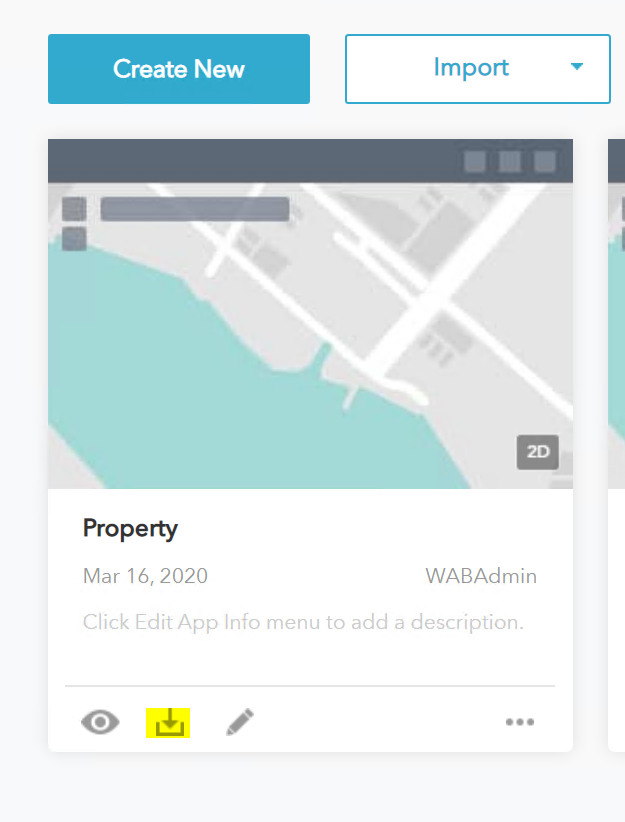 Create New
Import
2D
Property
Mar 16, 2020
WABAdmin
Click Edit App Info menu to add a description.